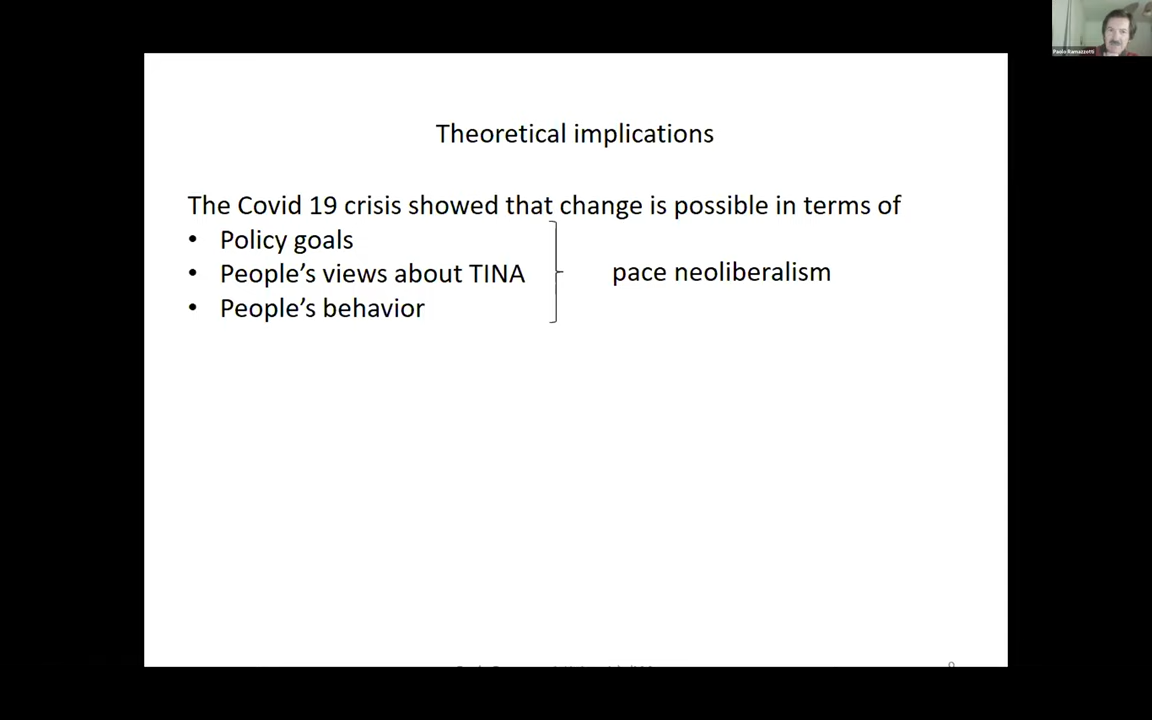 Paolo Ramazzotti
Theoretical implications
The Covid 19 crisis showed that change is possible in terms of
• Policy goals
• People’s views about TINA
• People’s behavior
pace neoliberalism